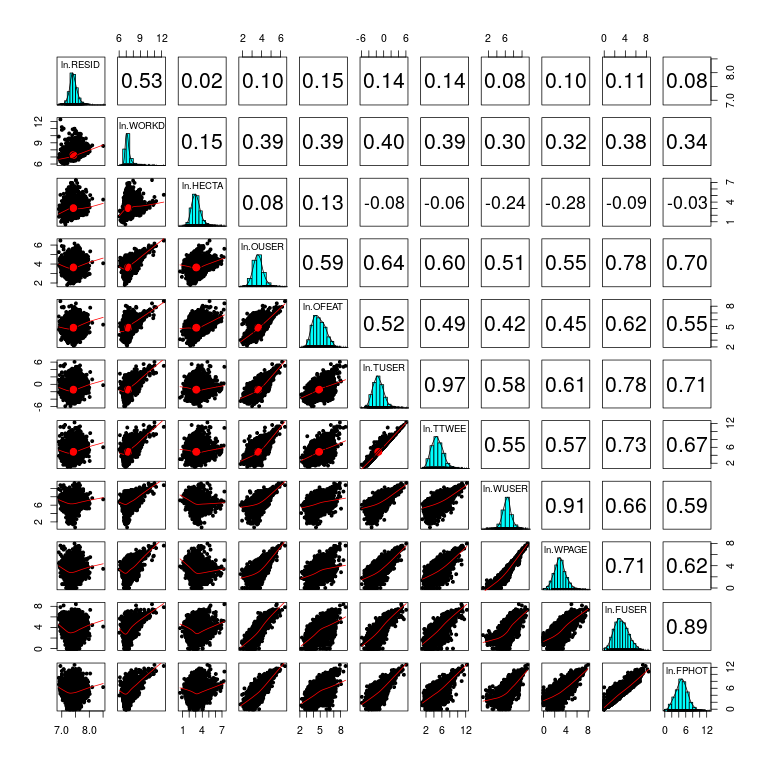 6 8 10 12 2 4 6 -6 0 4 6 2 6 0 4 8
ln.RESID 0.53 0.02 0.10 0.15 0.14 0.14 0.08 0.10 0.11 0.08 7.0 8.0
6 9 12 ln.WORKD 0.15 0.39 0.39 0.40 0.39 0.30 0.32 0.38 0.34
ln.HECTA 0.08 0.13 -0.08 -0.06 -0.24 -0.28 -0.09 -0.03 1 4 7
2 4 6 ln.OUSER 0.59 0.64 0.60 0.51 0.55 0.78 0.70
ln.OFEAT 0.52 0.49 0.42 0.45 0.62 0.55 2 5 8
-6 0 6 ln.TUSER 0.97 0.58 0.61 0.78 0.71
ln.TTWEE 0.55 0.57 0.73 0.67 2 6 12
2 6 ln.WUSER 0.91 0.66 0.59
ln.WPAGE 0.71 0.62 0 4 8
0 4 8 ln.FUSER 0.89
ln.FPHOT 0 6 12
7.0 8.0 1 4 7 2 5 8 2 6 12 0 4 8 0 6 12